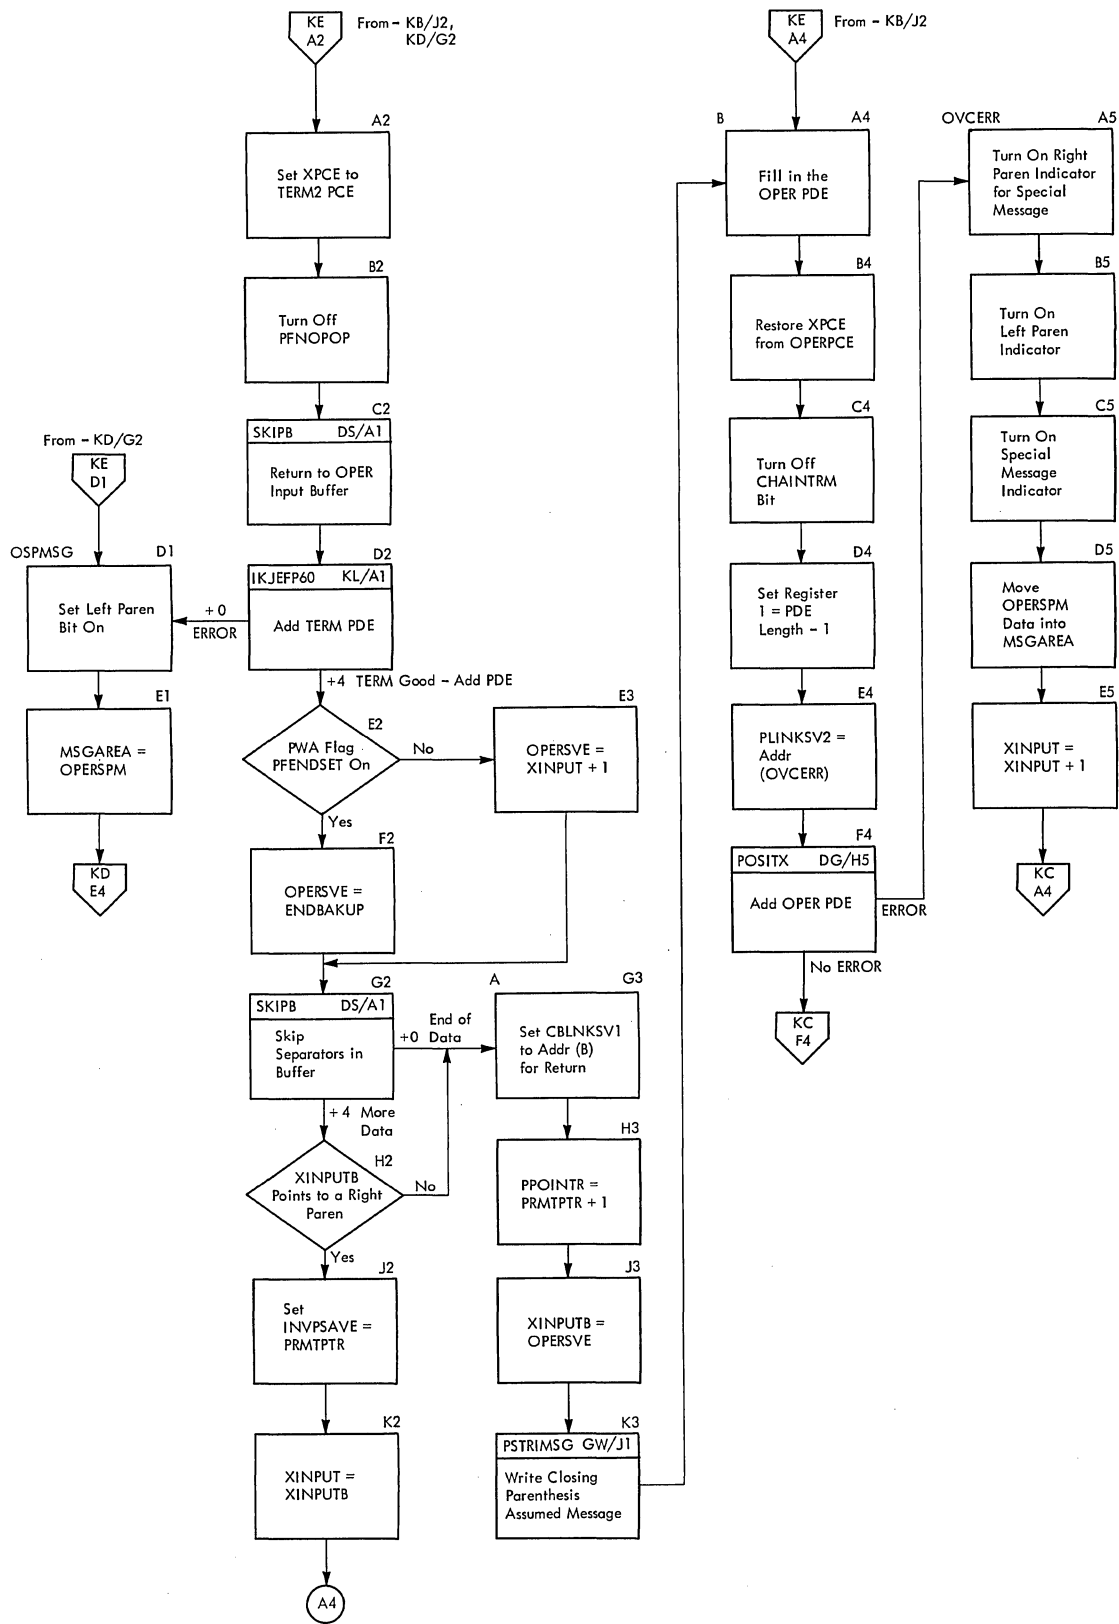 KE
A2
From - KB/J2,
KD/G2
A2
Set XPCE to
TERM2 PCE
B2
Turn Off
PFNOPOP
C2
SKIPB DS/A1
Return to OPER
Input Buffer
From - KD/G2
KE
D1
OSPMSG D1
Set Left Paren
Bit On
E1
MSGAREA =
OPERSPM
KD
E4
D2
IKJEFP60 KL/A1
Add TERM PDE
+0
ERROR
+4 TERM Good - Add PDE
E2
PWA Flag
PFENDSET On
No
Yes
E3
OPERSVE =
XINPUT + 1
F2
OPERSVE =
ENDBAKUP
G2
SKIPB DS/A1
Skip
Separators in
Buffer
+0 End of
Data
+4 More
Data
H2
XINPUTB
Points to a Right
Paren
No
Yes
J2
Set
INVPSAVE =
PRMTPTR
K2
XINPUT =
XINPUTB
A4
A G3
Set CBLNKSV1
to Addr (B)
for Return
H3
PPOINTR =
PRMTPTR + 1
J3
XINPUTB =
OPERSVE
K3
PSTRIMSG GW/J1
Write Closing
Parenthesis
Assumed Message
KE
A4
From - KB/J2
B A4
Fill in the
OPER PDE
B4
Restore XPCE
from OPERPCE
C4
Turn Off
CHAINTRM
Bit
D4
Set Register
1 = PDE
Length - 1
E4
PLINKSV2 =
Addr
(OVCERR)
F4
POSITX DG/H5
Add OPER PDE
ERROR
No ERROR
KC
F4
OVCERR A5
Turn On Right
Paren Indicator
for Special
Message
B5
Turn On
Left Paren
Indicator
C5
Turn On
Special
Message
Indicator
D5
Move
OPERSPM
Data into
MSGAREA
E5
XINPUT =
XINPUT + 1
KC
A4